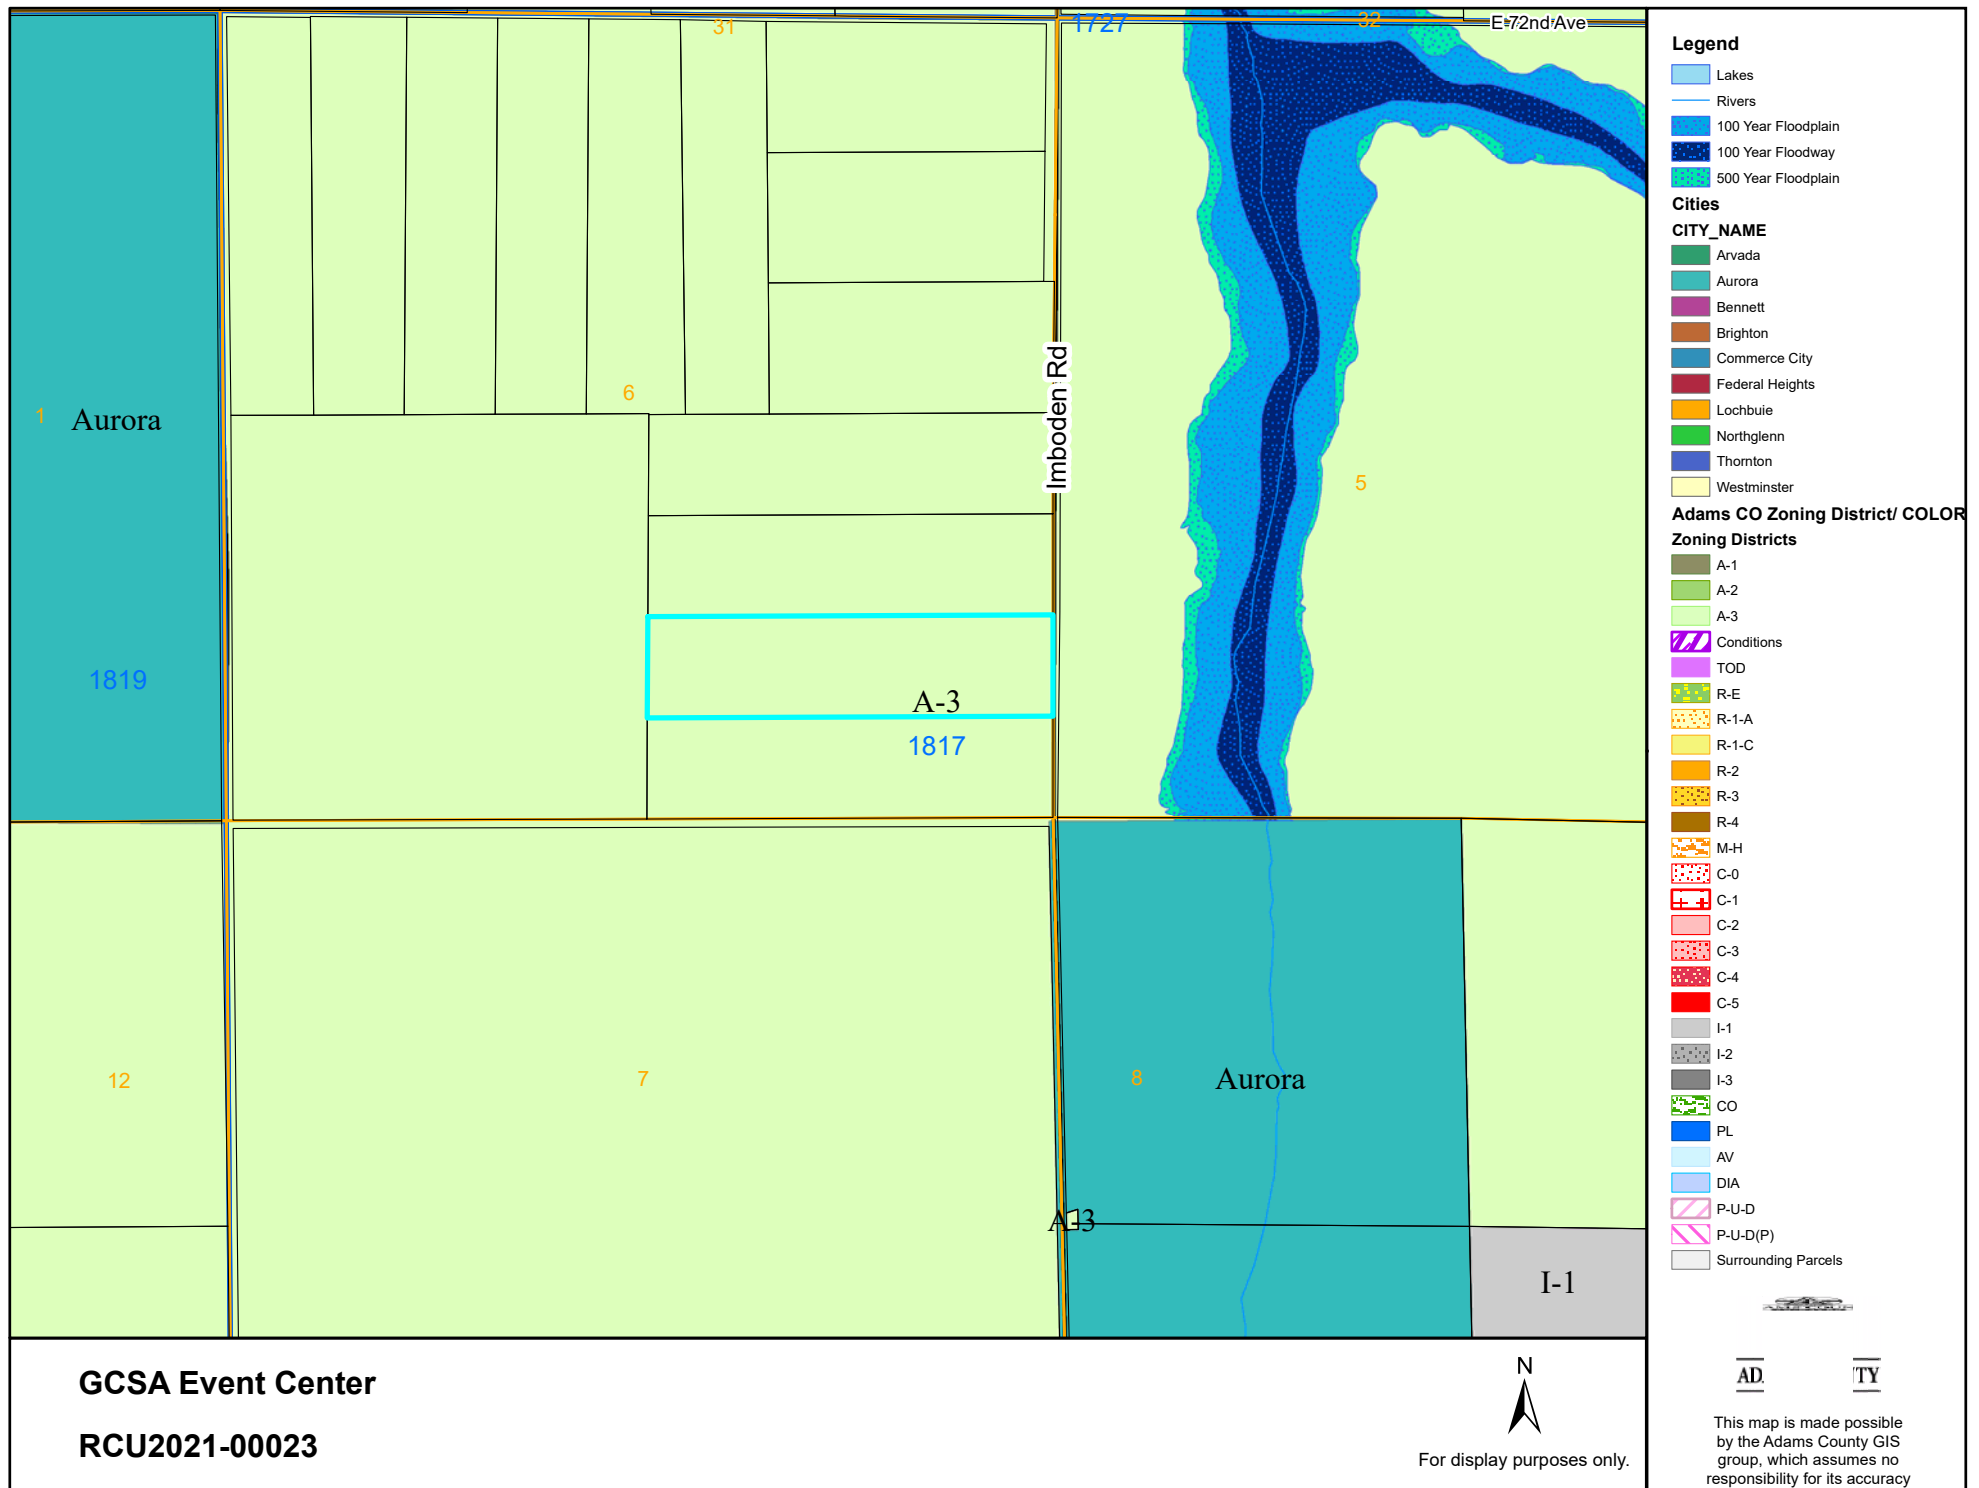 31
1727
32
E 72nd Ave
Imboden Rd
1
Aurora
6
5
1819
A-3
1817
12
7
8
Aurora
A-3
I-1
Legend
Lakes
Rivers
100 Year Floodplain
100 Year Floodway
500 Year Floodplain
Cities
CITY_NAME
Arvada
Aurora
Bennett
Brighton
Commerce City
Federal Heights
Lochbuie
Northglenn
Thornton
Westminster
Adams CO Zoning District/ COLOR
Zoning Districts
A-1
A-2
A-3
Conditions
TOD
R-E
R-1-A
R-1-C
R-2
R-3
R-4
M-H
C-0
C-1
C-2
C-3
C-4
C-5
I-1
I-2
I-3
CO
PL
AV
DIA
P-U-D
P-U-D(P)
Surrounding Parcels
AD. TY
This map is made possible
by the Adams County GIS
group, which assumes no
responsibility for its accuracy
GCSA Event Center
RCU2021-00023
N
For display purposes only.